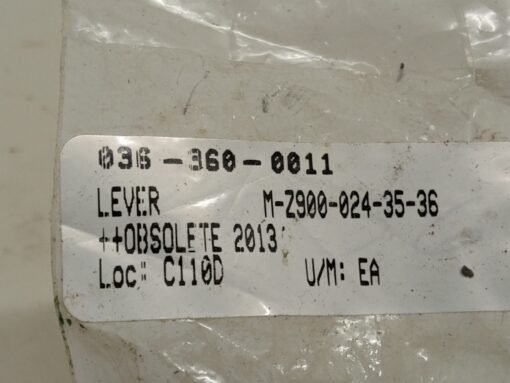 036-360-0011
LEVER M-Z900-024-35-36
++OBSOLETE 2013
Loc: C110D U/M: EA